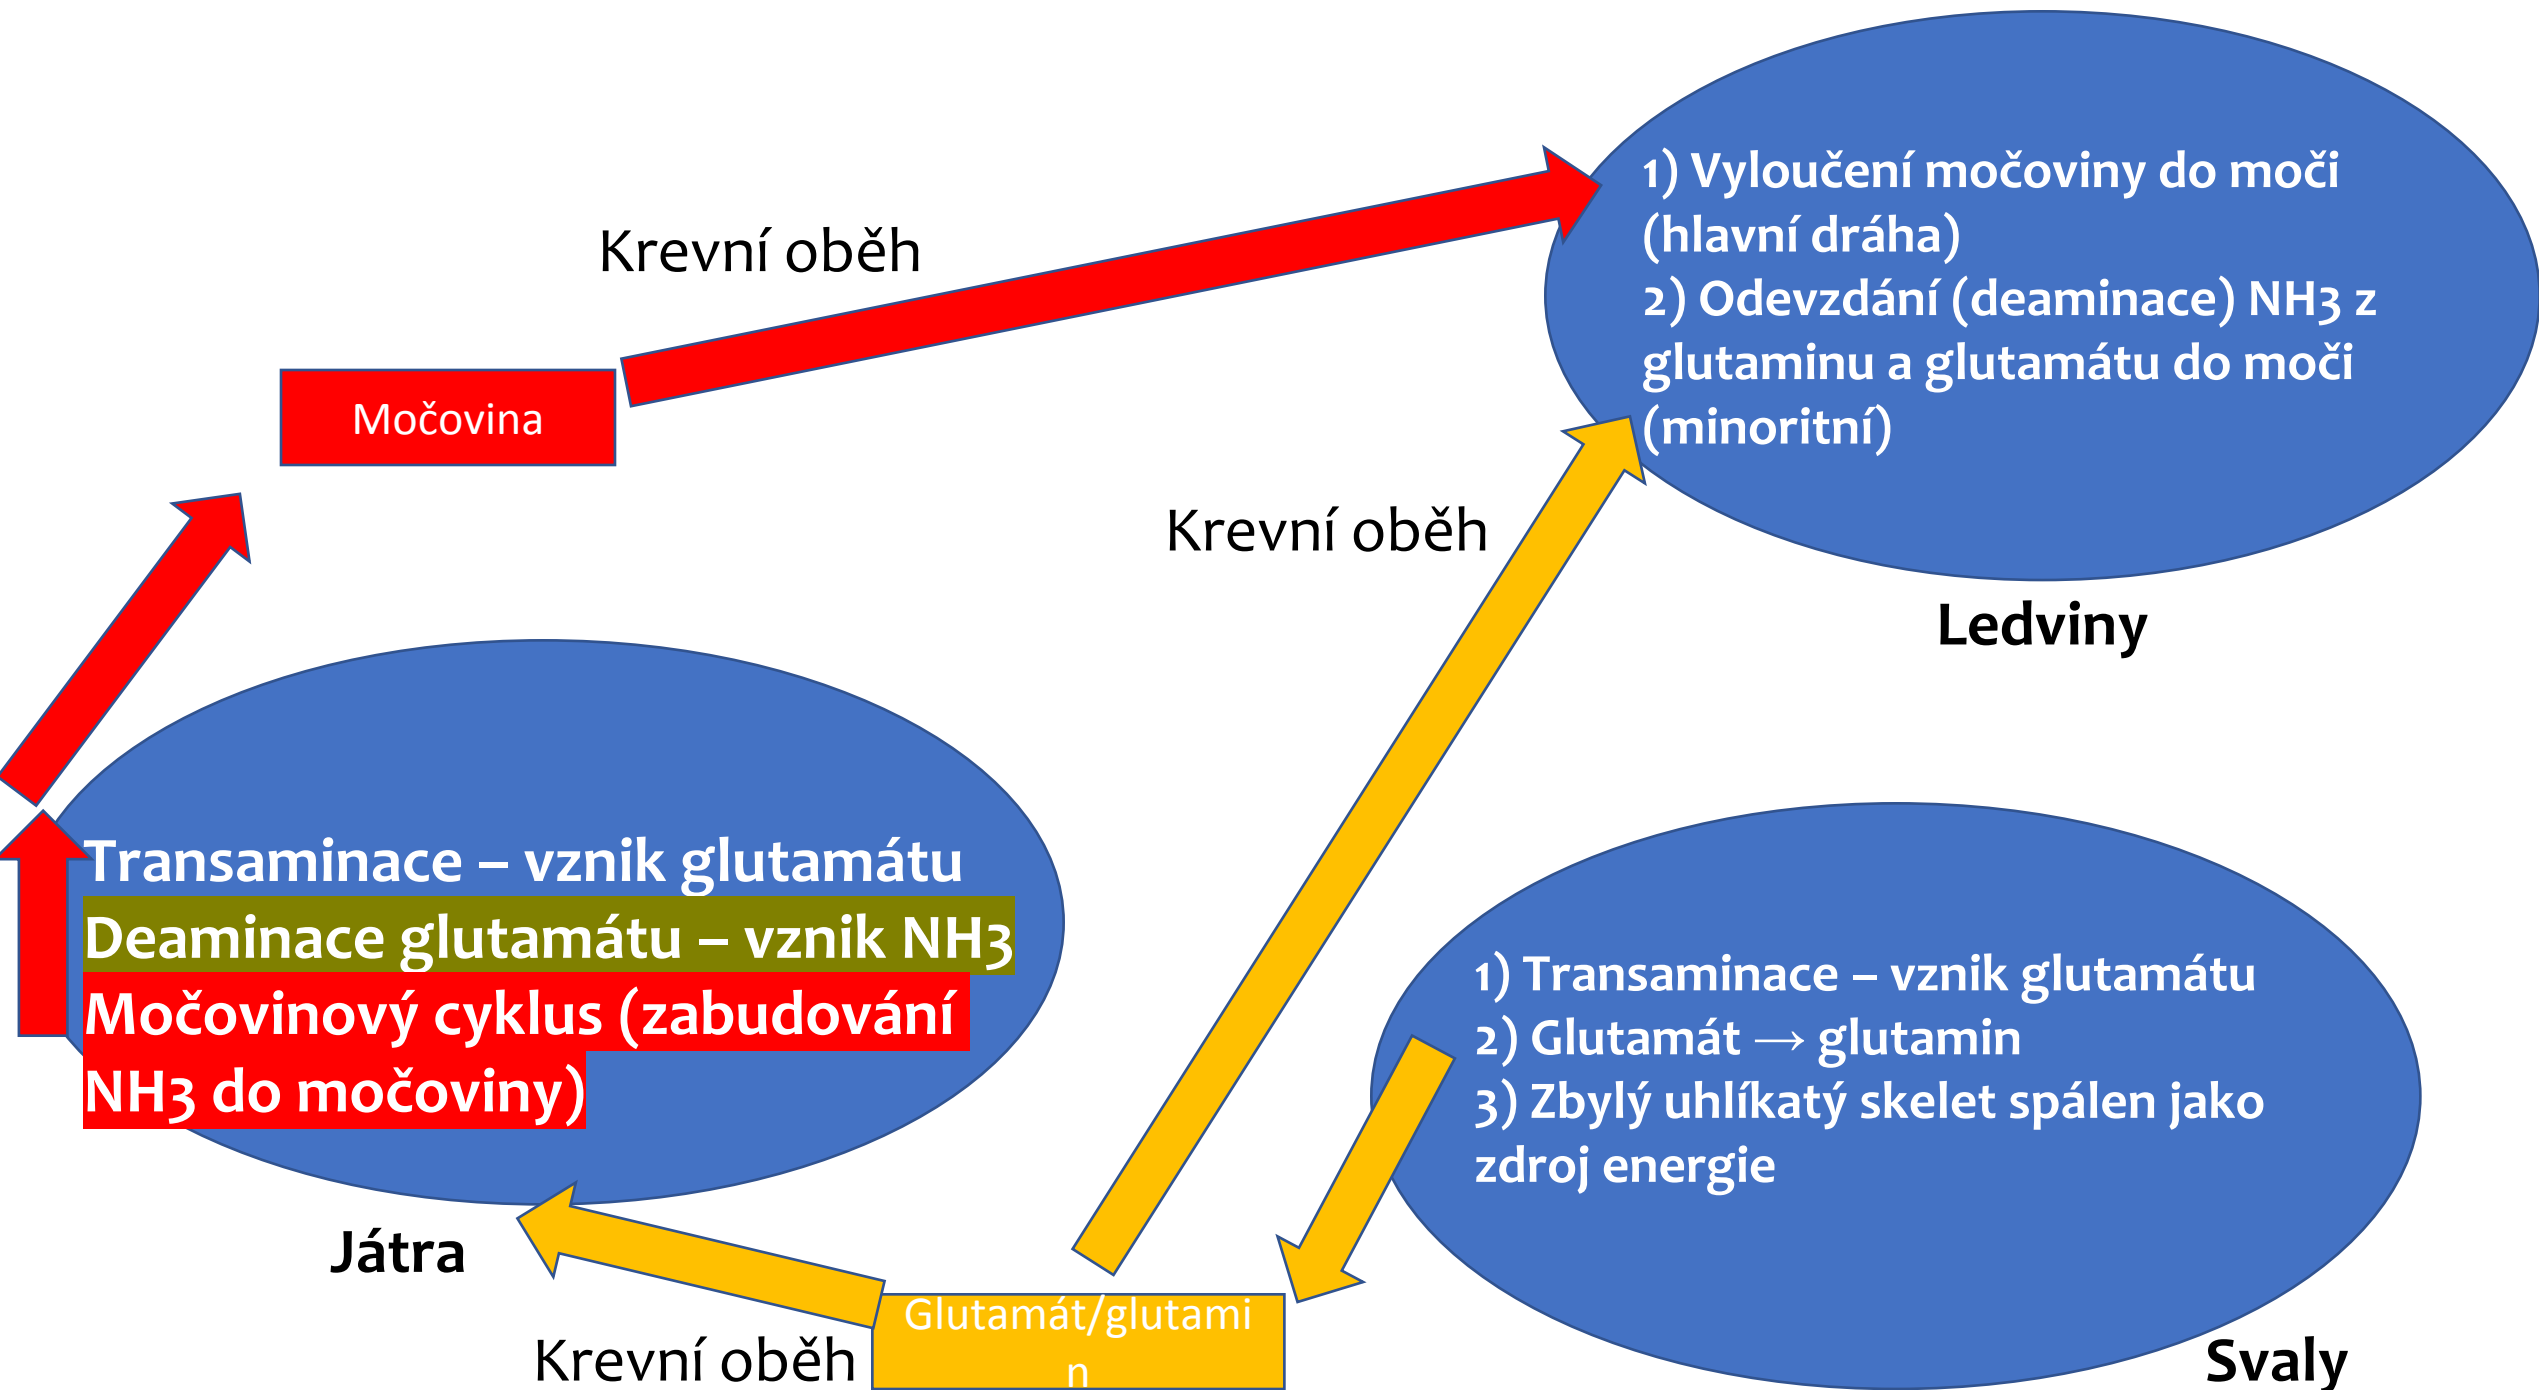 1) Vyloučení močoviny do moči
(hlavní dráha)
2) Odevzdání (deaminace) NH3 z
glutaminu a glutamátu do moči
(minoritní)
Krevní oběh
Močovina
Krevní oběh
Ledviny
Transaminace – vznik glutamátu
Deaminace glutamátu – vznik NH3
Močovinový cyklus (zabudování
NH3 do močoviny)
1) Transaminace – vznik glutamátu
2) Glutamát → glutamin
3) Zbylý uhlíkatý skelet spálen jako
zdroj energie
Játra
Glutamát/glutami
n
Krevní oběh
Svaly